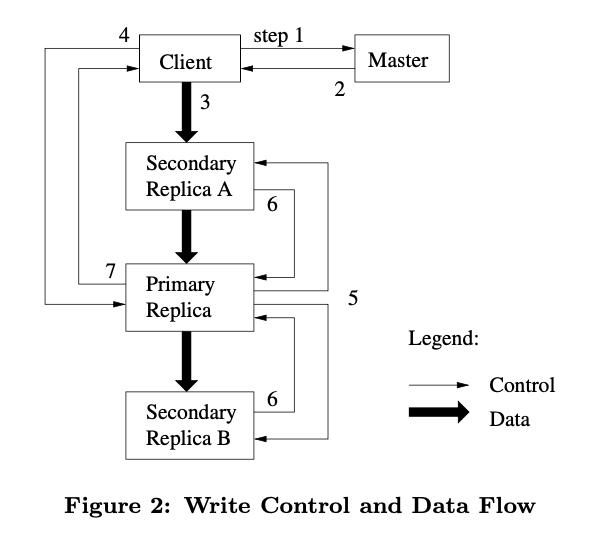 4
step 1
Client
Master
2
3
Secondary
Replica A
6
7
Primary
Replica
5
Legend:
Control
6
Data
Secondary
Replica B
Figure 2: Write Control and Data Flow